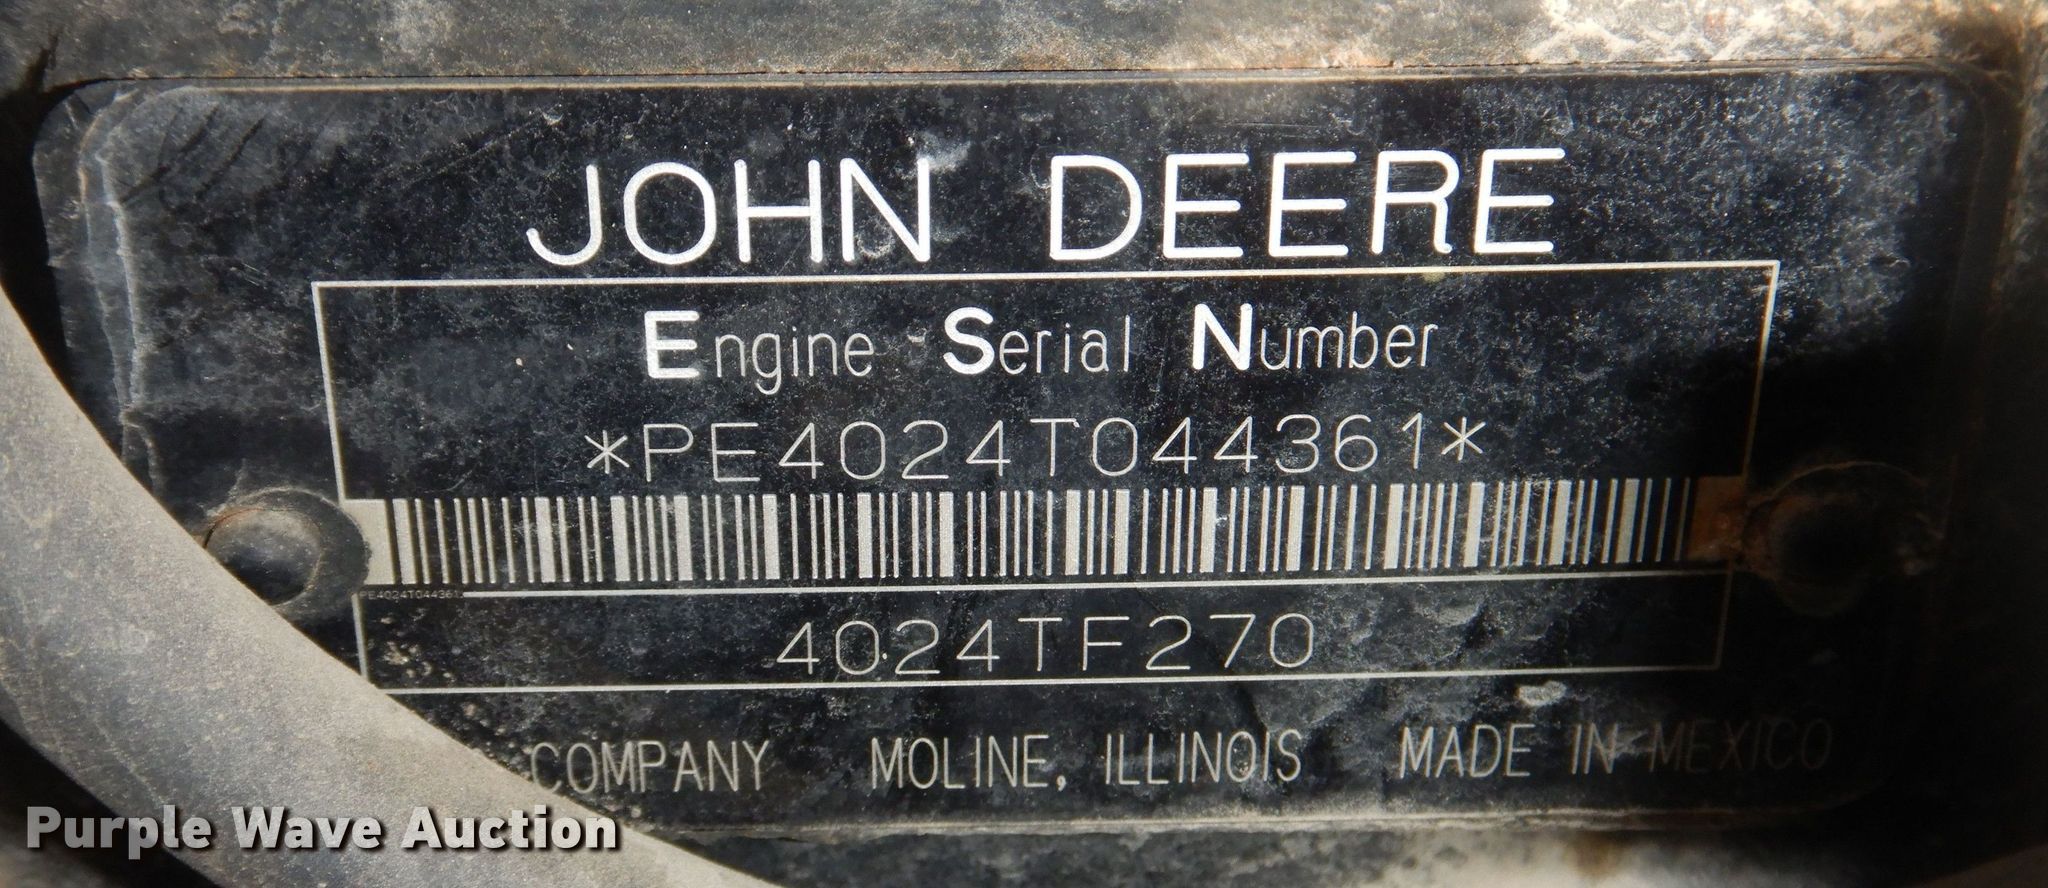 JOHN DEERE
Engine Serial Number
*PE4024T044361*
PE4024T044361
4024TF270
COMPANY MOLINE, ILLINOIS MADE IN MEXICO
Purple Wave Auction